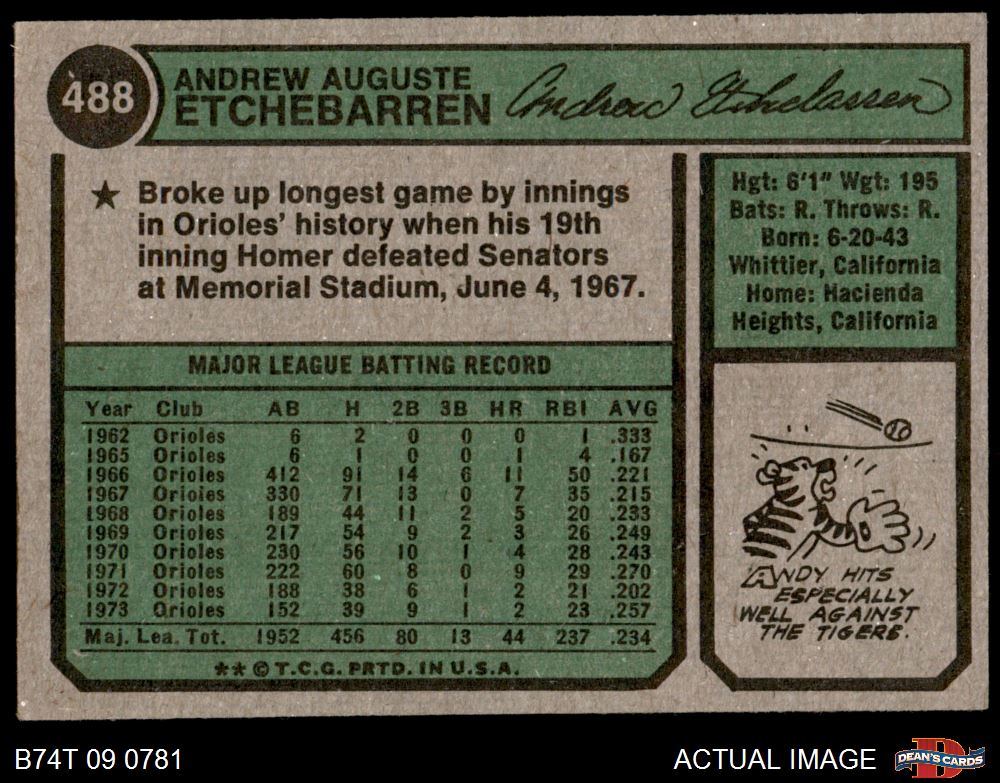 488
ANDREW AUGUSTE
ETCHEBARREN
Andrew Etchebarren
★ Broke up longest game by innings
in Orioles' history when his 19th
inning Homer defeated Senators
at Memorial Stadium, June 4, 1967.
Hgt: 6'1" Wgt: 195
Bats: R. Throws: R.
Born: 6-20-43
Whittier, California
Home: Hacienda
Heights, California
MAJOR LEAGUE BATTING RECORD
Year Club AB H 2B 3B HR RBI AVG
1962 Orioles 6 2 0 0 0 1 .333
1965 Orioles 6 1 0 0 1 4 .167
1966 Orioles 412 91 14 6 11 50 .221
1967 Orioles 330 71 13 0 7 35 .215
1968 Orioles 189 44 11 2 5 20 .233
1969 Orioles 217 54 9 2 3 26 .249
1970 Orioles 230 56 10 1 4 28 .243
1971 Orioles 222 60 8 0 9 29 .270
1972 Orioles 188 38 6 1 2 21 .202
1973 Orioles 152 39 9 1 2 23 .257
Maj. Lea. Tot. 1952 456 80 13 44 237 .234
** © T.C.G. PRTD. IN U.S.A.
ANDY HITS
ESPECIALLY
WELL AGAINST
THE TIGERS.
B74T 09 0781
ACTUAL IMAGE
D
DEAN'S CARDS